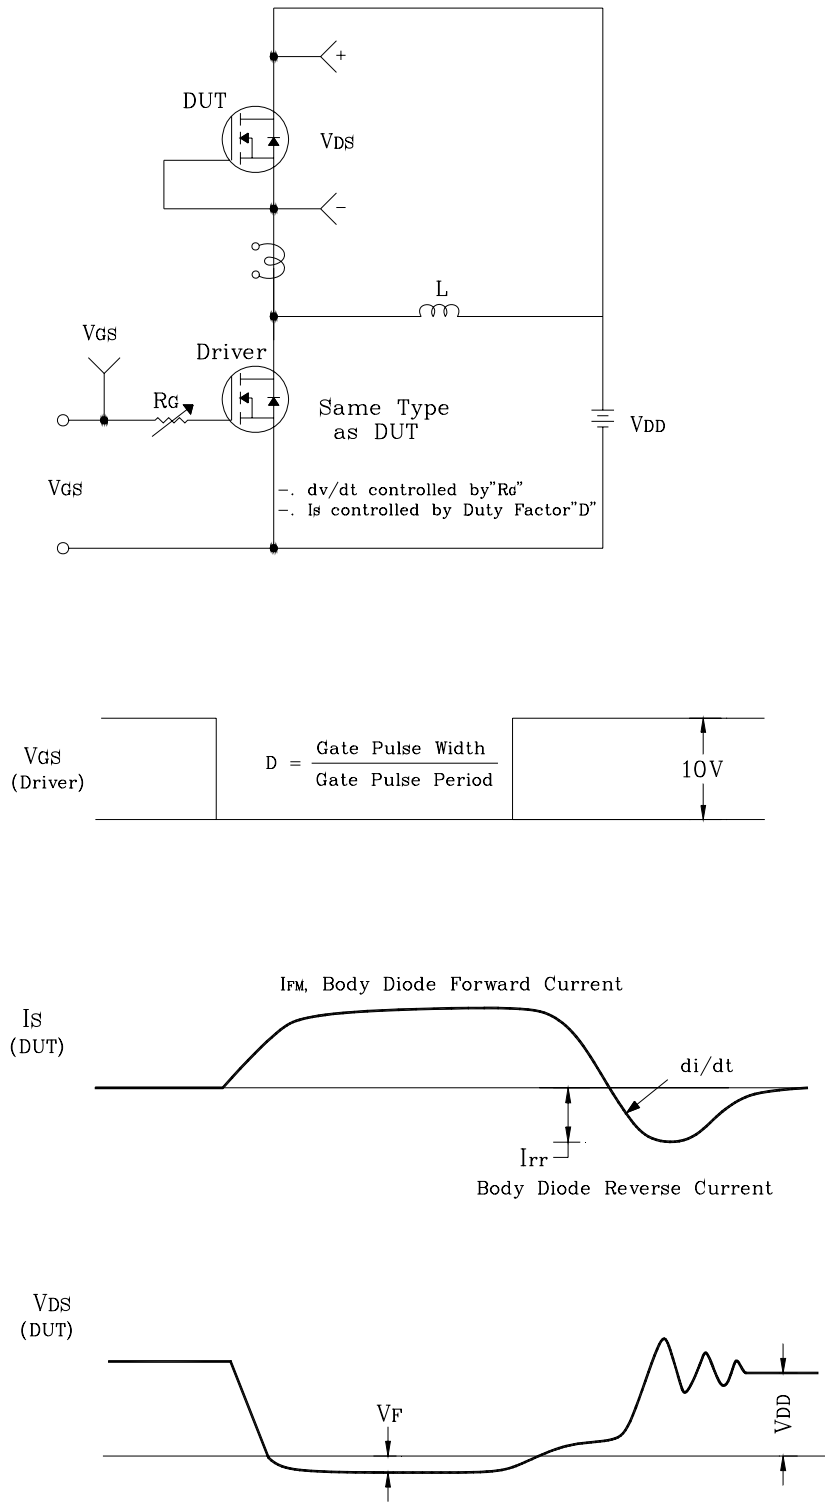 +
DUT
VDS
−
L
VGS
Driver
RG
Same Type
as DUT
VDD
VGS
−. dv/dt controlled by"RG"
−. Is controlled by Duty Factor"D"
VGS
(Driver)
D = Gate Pulse Width
Gate Pulse Period
10V
IFM, Body Diode Forward Current
IS
(DUT)
di/dt
Irr
Body Diode Reverse Current
VDS
(DUT)
VF
VDD